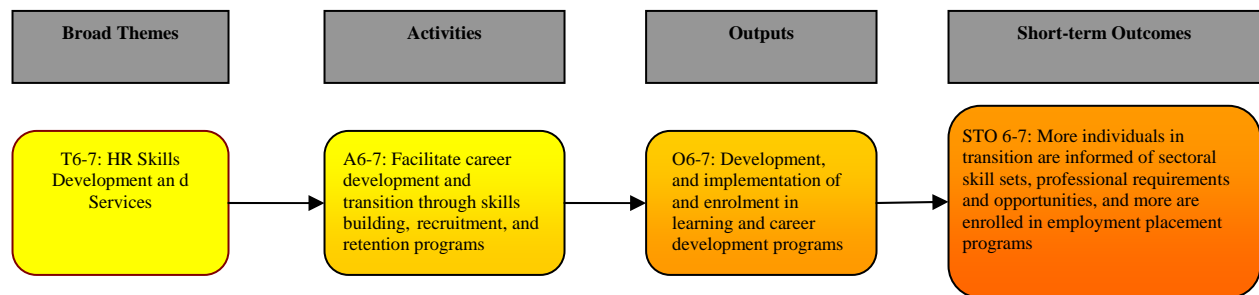 Broad Themes
Activities
Outputs
Short-term Outcomes
T6-7: HR Skills
Development an d
Services
A6-7: Facilitate career
development and
transition through skills
building, recruitment, and
retention programs
O6-7: Development,
and implementation of
and enrolment in
learning and career
development programs
STO 6-7: More individuals in
transition are informed of sectoral
skill sets, professional requirements
and opportunities, and more are
enrolled in employment placement
programs